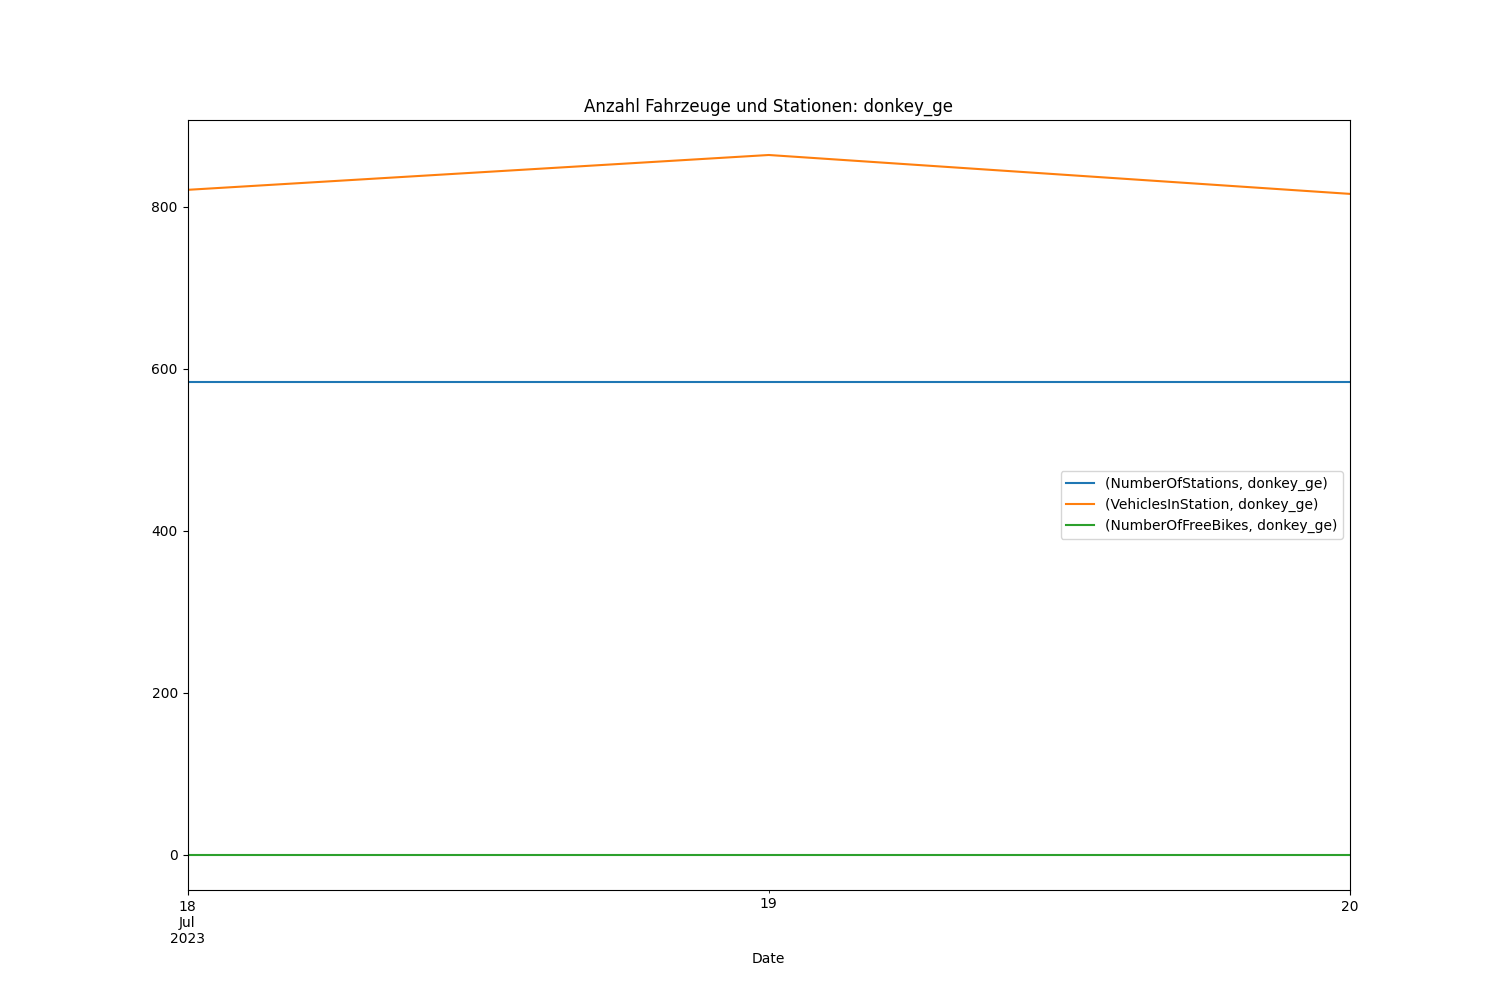 Anzahl Fahrzeuge und Stationen: donkey_ge
800
600
400
200
0
(NumberOfStations, donkey_ge)
(VehiclesInStation, donkey_ge)
(NumberOfFreeBikes, donkey_ge)
18
Jul
2023
19
20
Date